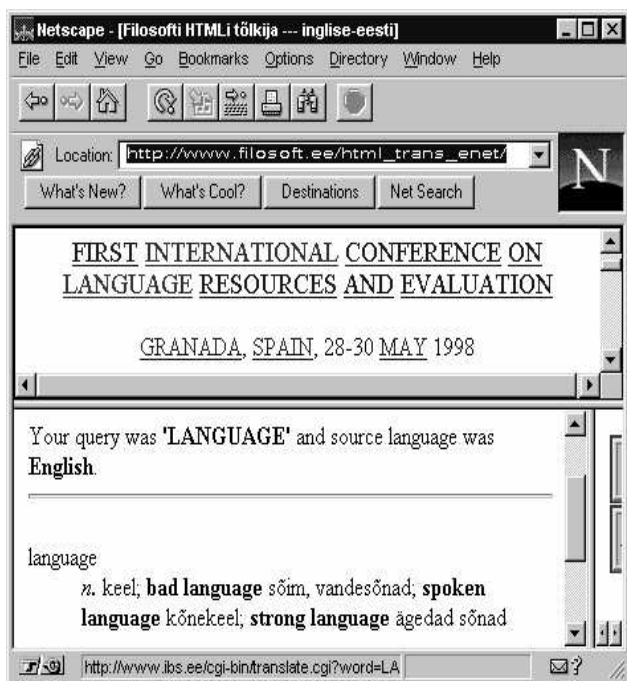 Netscape - [Filosofti HTMLi tõlkija --- inglise-eesti]
File Edit View Go Bookmarks Options Directory Window Help
Location: http://www.filosoft.ee/html_trans_enet/
N
What's New? What's Cool? Destinations Net Search
FIRST INTERNATIONAL CONFERENCE ON
LANGUAGE RESOURCES AND EVALUATION
GRANADA, SPAIN, 28-30 MAY 1998
Your query was 'LANGUAGE' and source language was
English.
language
n. keel; bad language sõim, vandesõnad; spoken
language kõnekeel; strong language ägedad sõnad
http://www.ibs.ee/cgi-bin/translate.cgi?word=LA